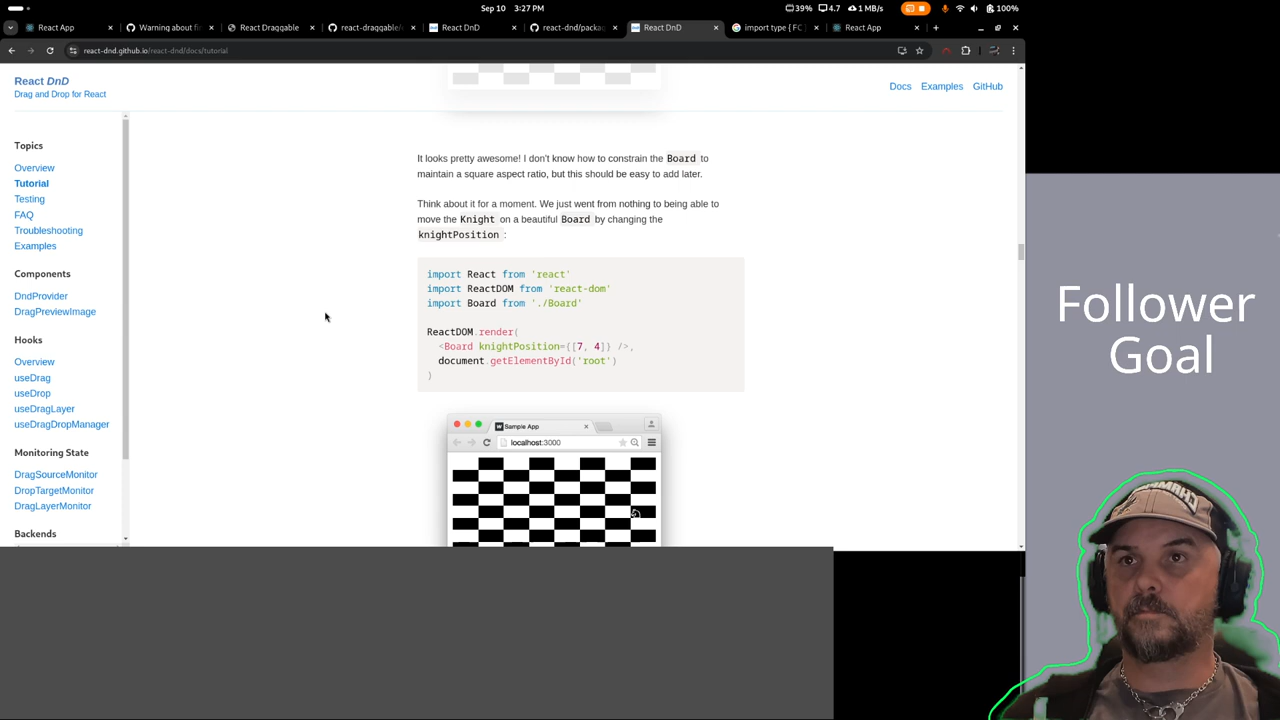 Sep 10 3:27 PM
39% 4.7 1 MB/s 100%
React App
Warning about fi
React Draggable
react-draggable/
React DnD
react-dnd/packa
React DnD
import type { FC
React App
react-dnd.github.io/react-dnd/docs/tutorial
React DnD
Drag and Drop for React
Docs Examples GitHub
Topics
Overview
Tutorial
Testing
FAQ
Troubleshooting
Examples
Components
DndProvider
DragPreviewImage
Hooks
Overview
useDrag
useDrop
useDragLayer
useDragDropManager
Monitoring State
DragSourceMonitor
DropTargetMonitor
DragLayerMonitor
Backends
It looks pretty awesome! I don't know how to constrain the Board to
maintain a square aspect ratio, but this should be easy to add later.
Think about it for a moment. We just went from nothing to being able to
move the Knight on a beautiful Board by changing the
knightPosition :
import React from 'react'
import ReactDOM from 'react-dom'
import Board from './Board'
ReactDOM.render(
<Board knightPosition={[7, 4]} />,
document.getElementById('root')
)
Sample App
localhost:3000
Follower
Goal